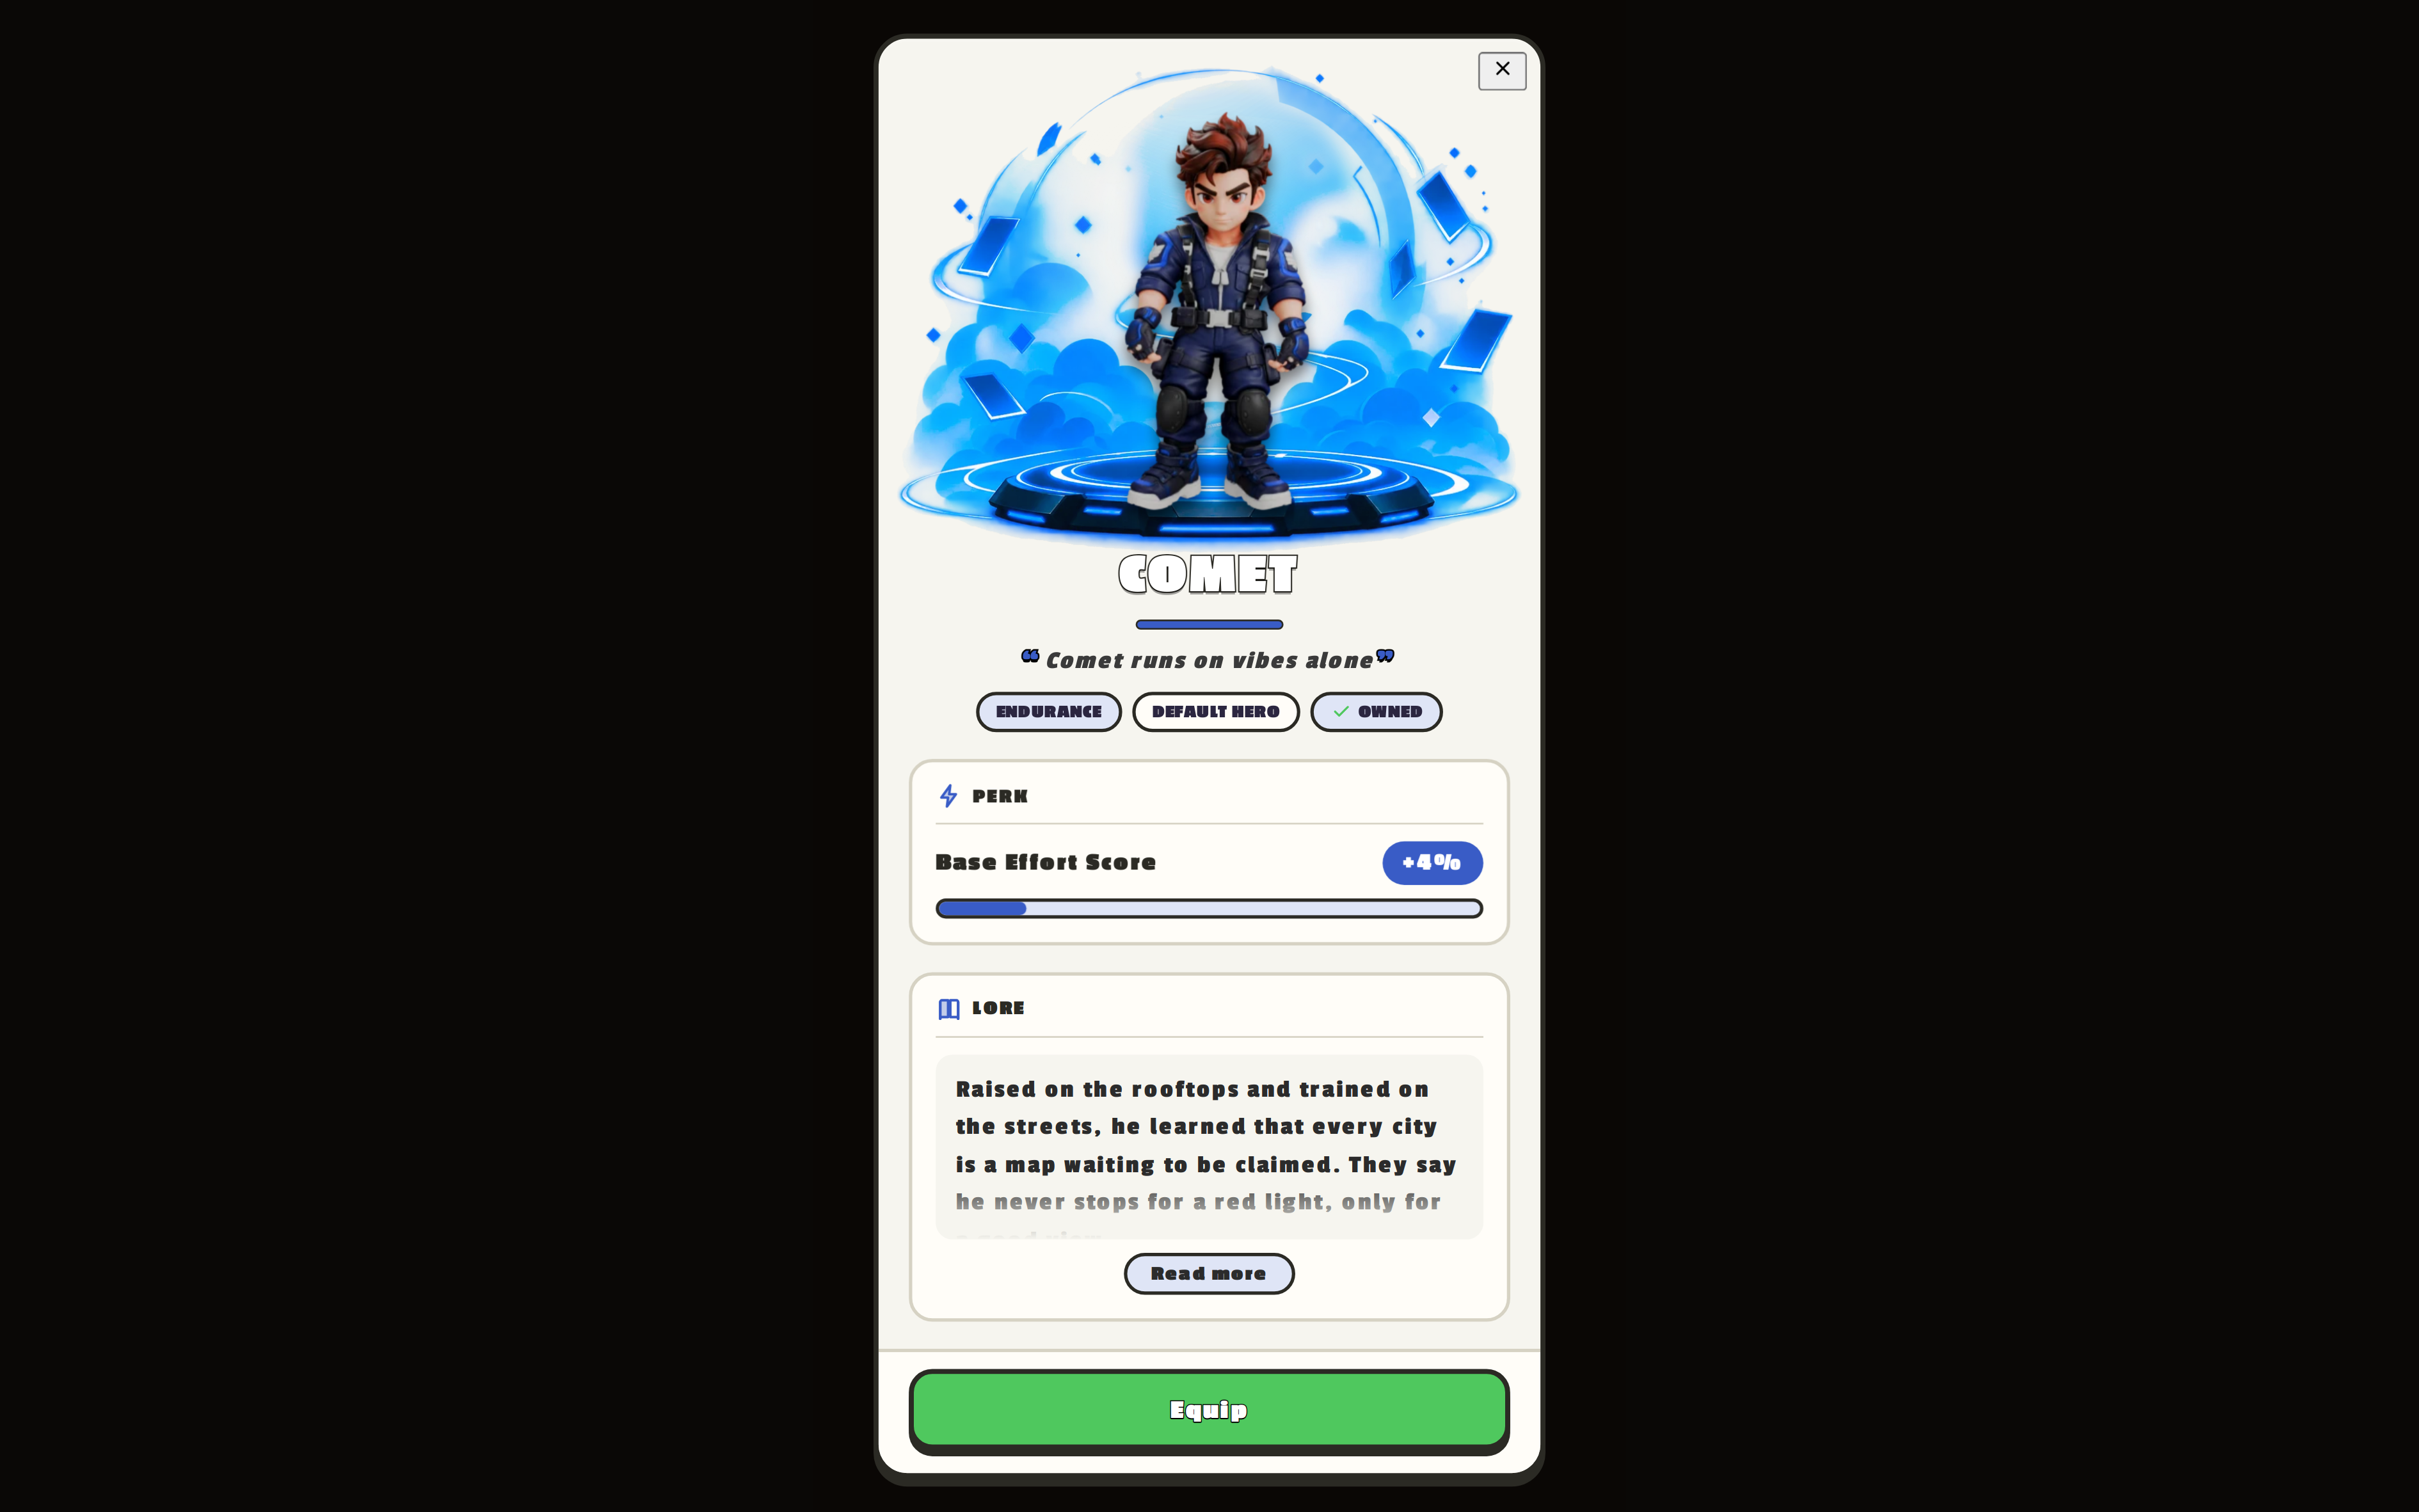 COMET
“Comet runs on vibes alone”
ENDURANCE DEFAULT HERO OWNED
PERK
Base Effort Score +4%
LORE
Raised on the rooftops and trained on
the streets, he learned that every city
is a map waiting to be claimed. They say
he never stops for a red light, only for
Read more
Equip